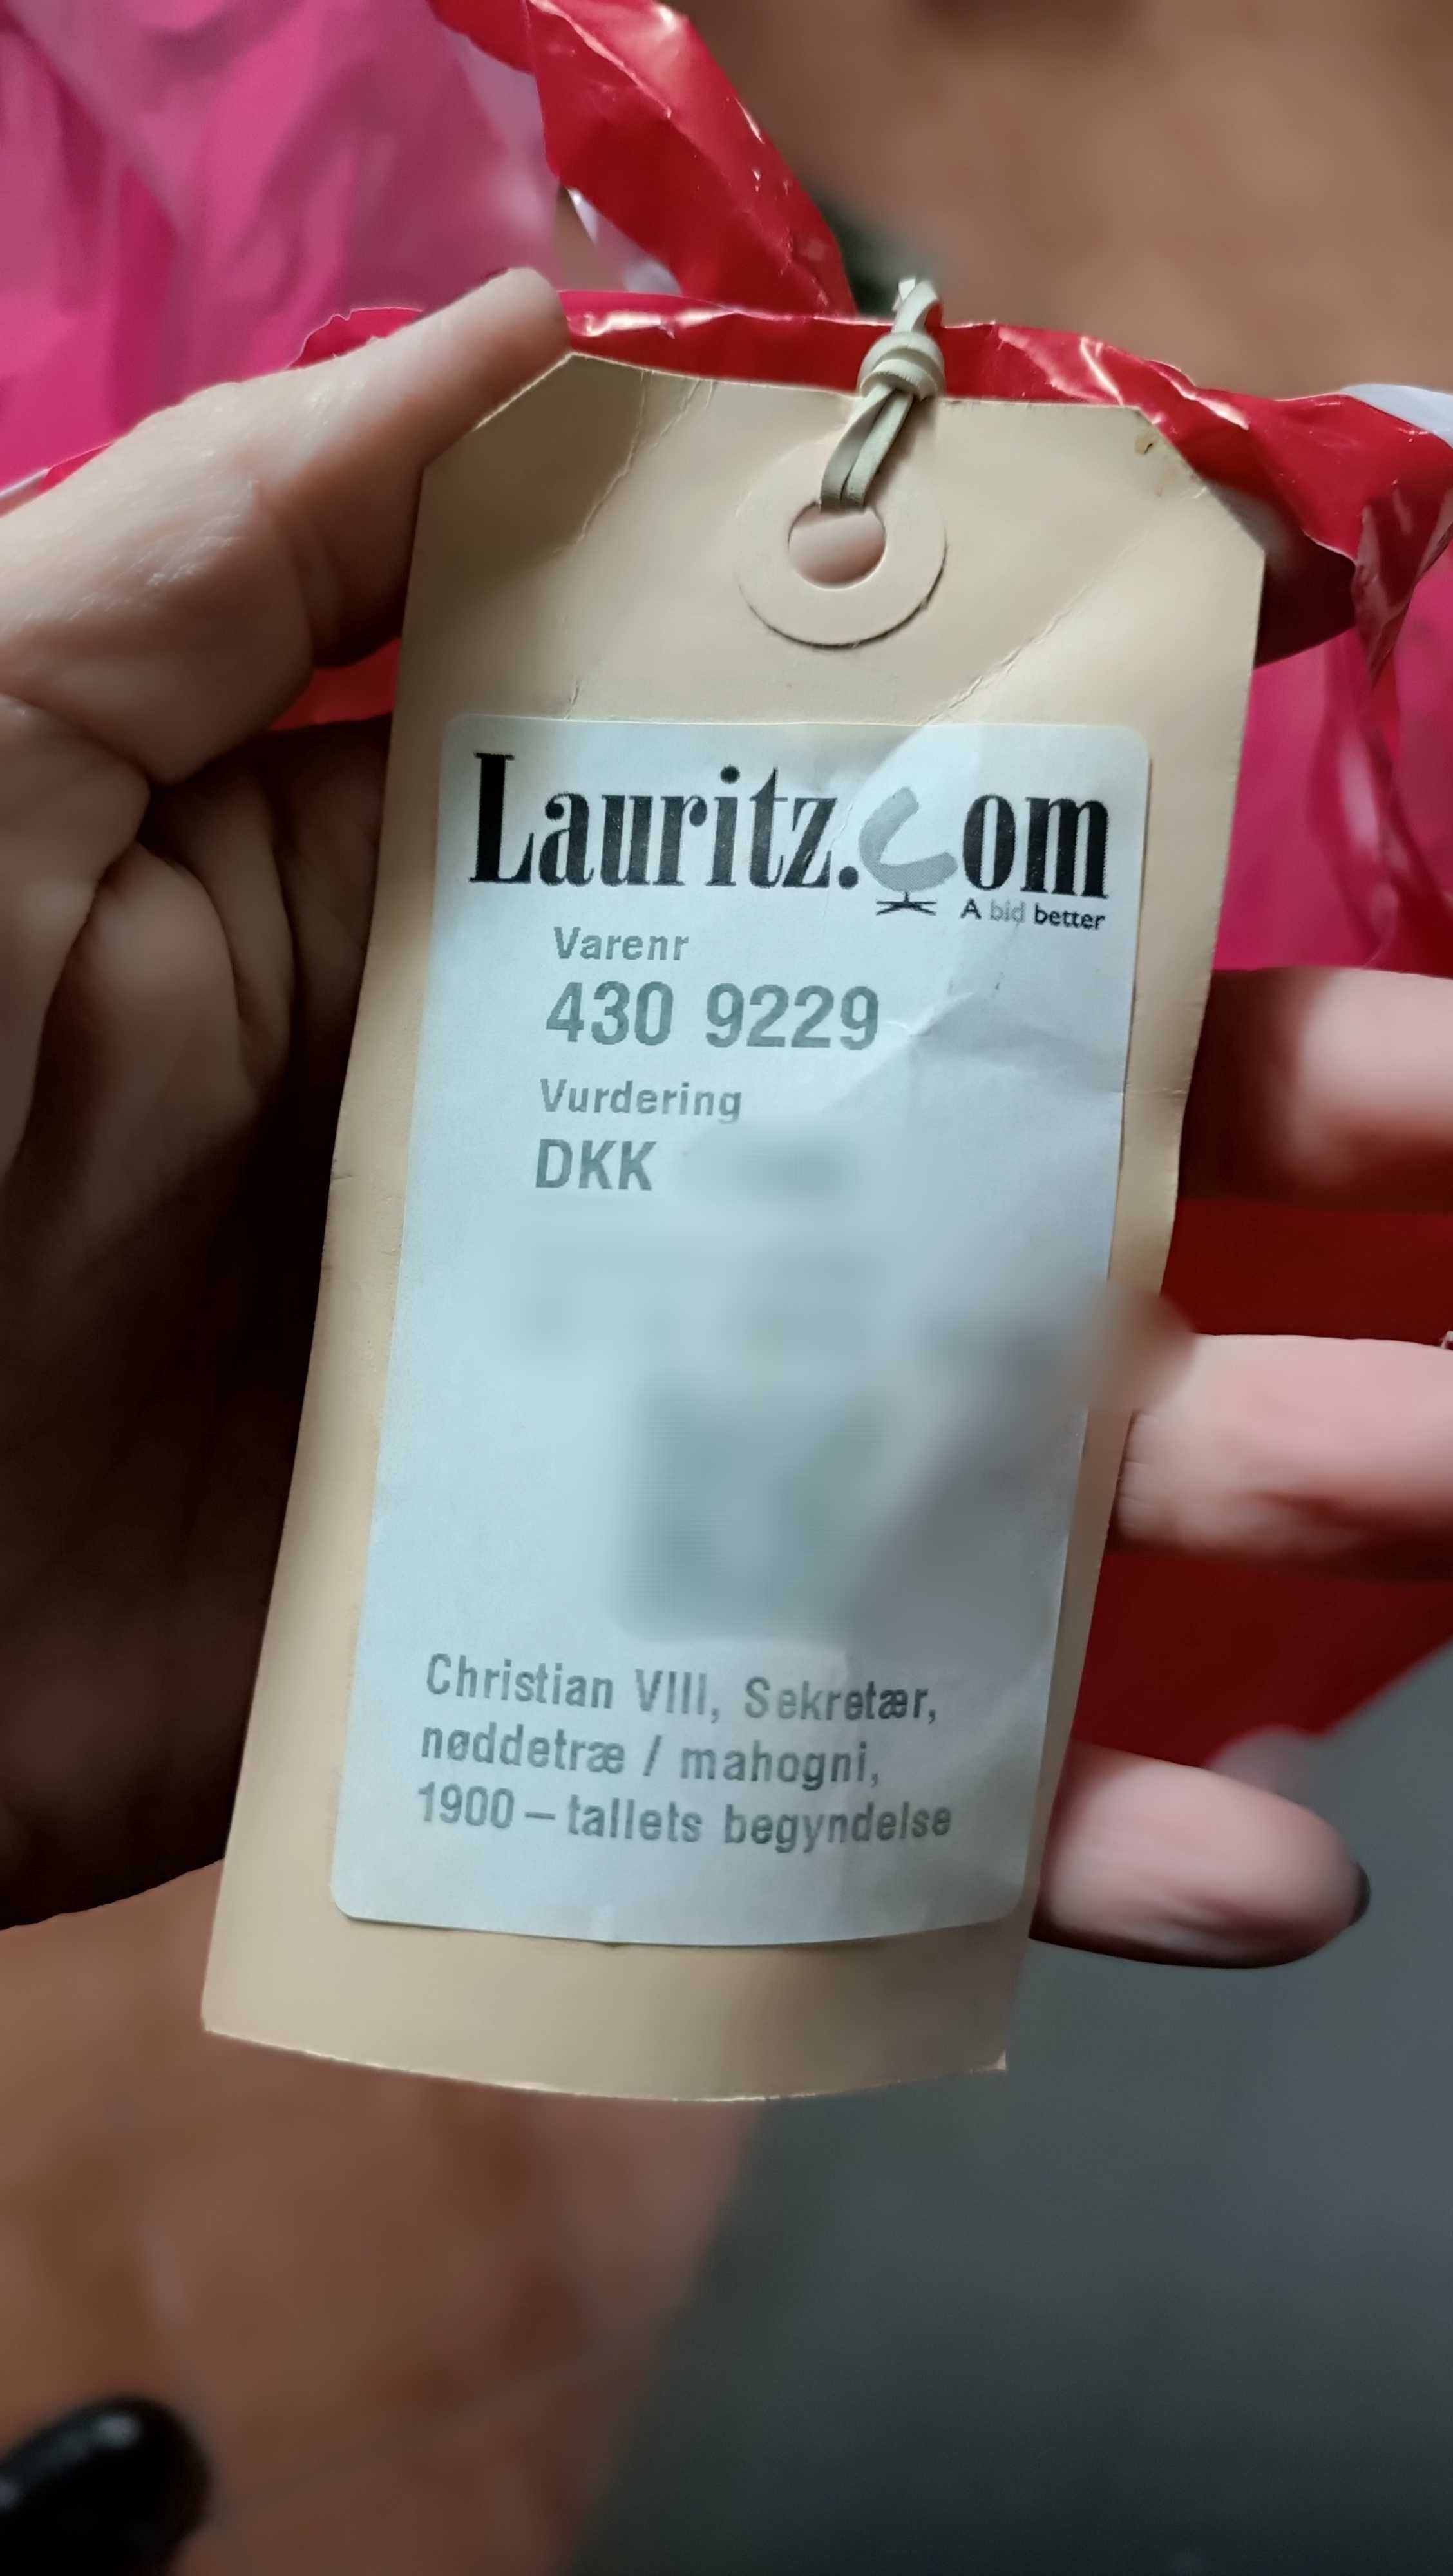 Lauritz.com
A bid better
Varenr
430 9229
Vurdering
DKK
Christian VIII, Sekretær,
nøddetræ / mahogni,
1900-tallets begyndelse